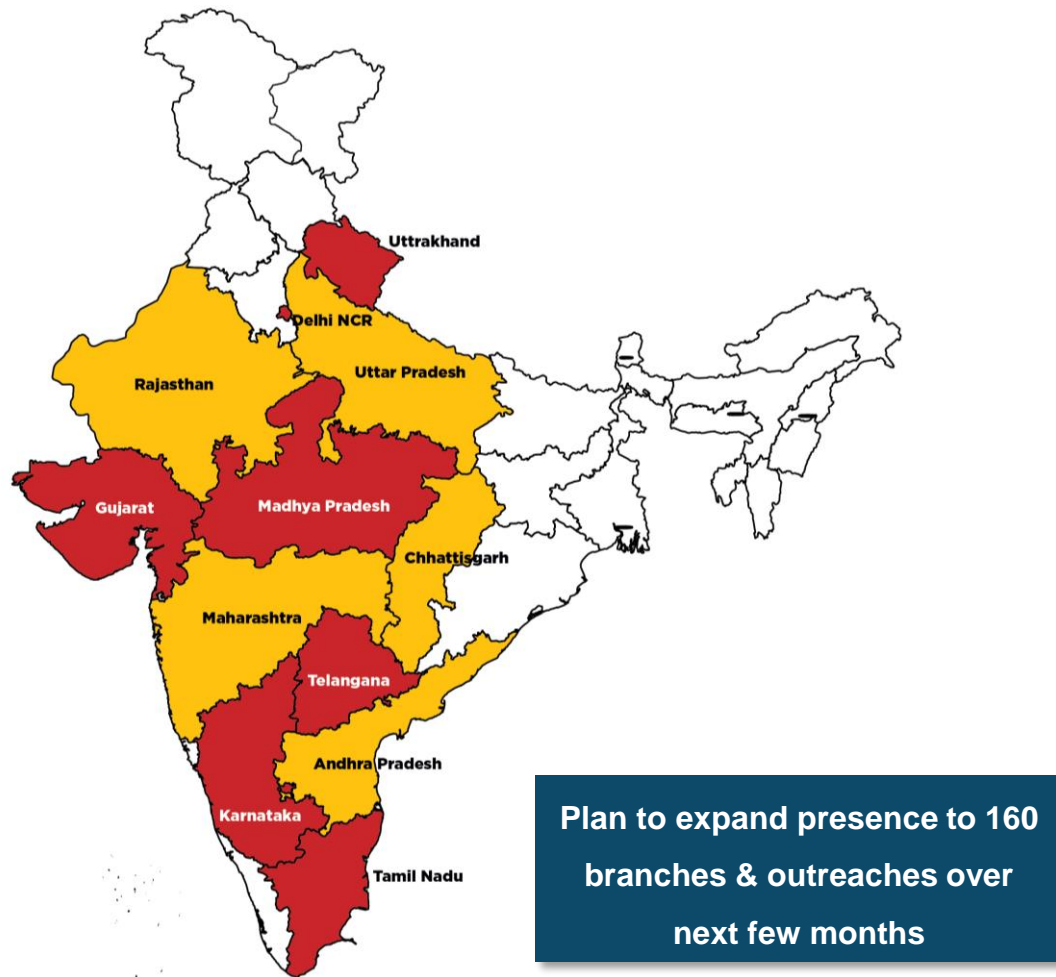 Uttrakhand
Delhi NCR
Rajasthan
Uttar Pradesh
Gujarat
Madhya Pradesh
Chhattisgarh
Maharashtra
Telangana
Andhra Pradesh
Karnataka
Tamil Nadu
Plan to expand presence to 160
branches & outreaches over
next few months